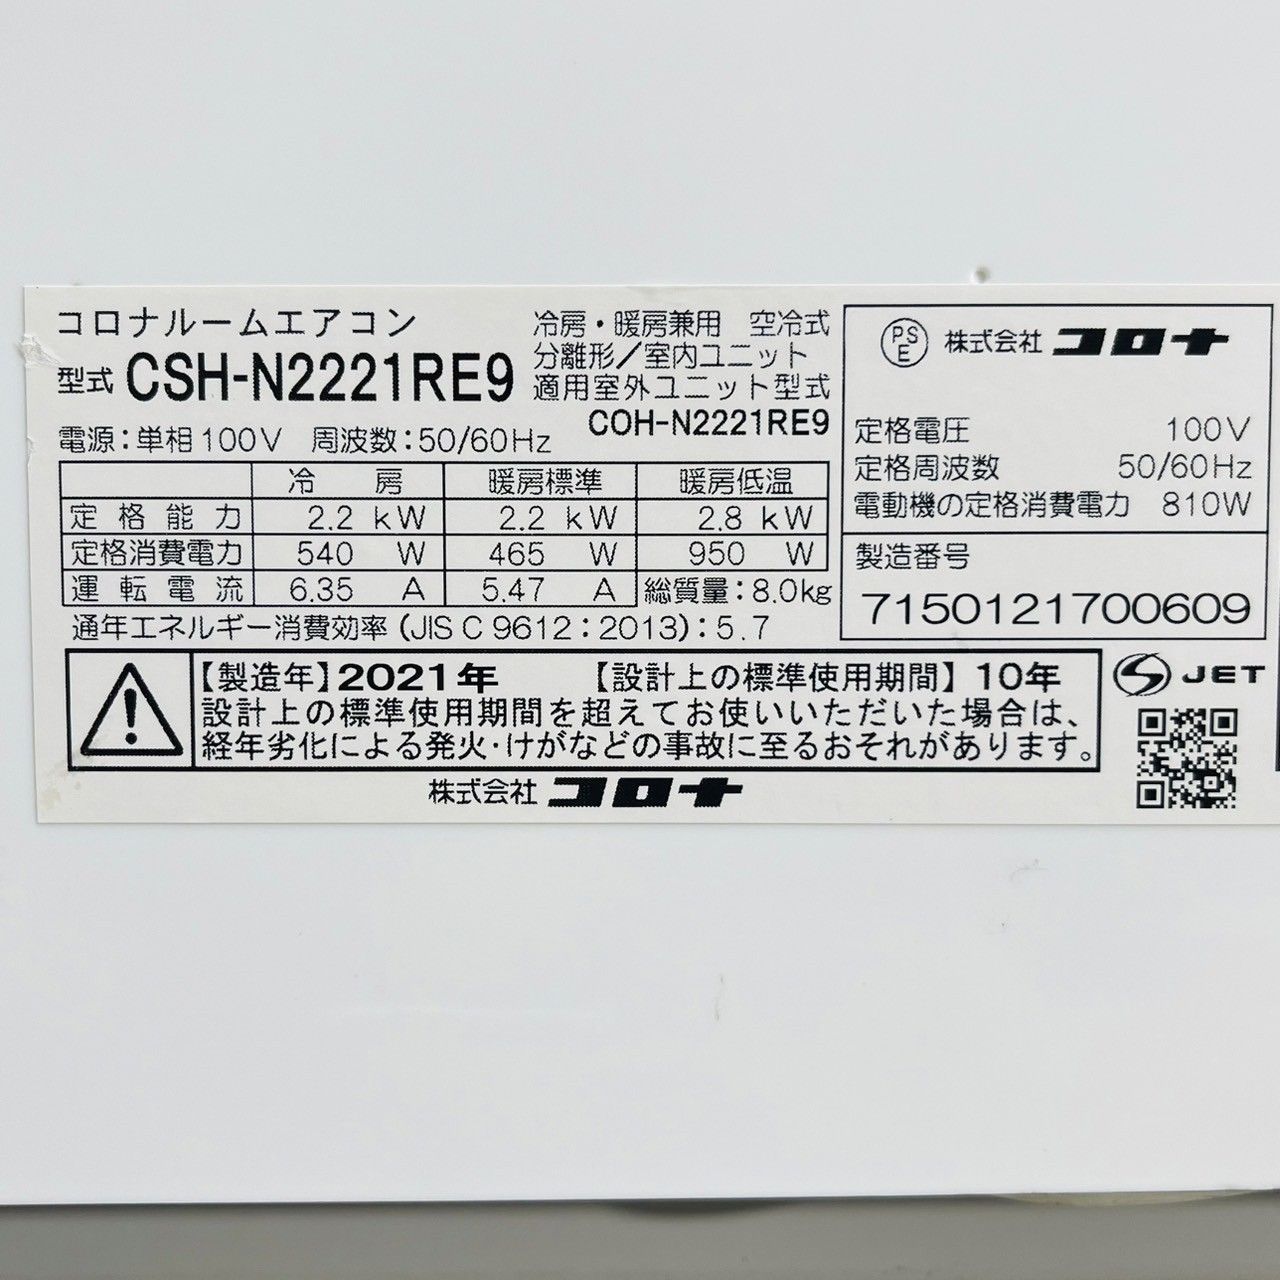 コロナルームエアコン
型式 CSH-N2221RE9
冷房・暖房兼用 空冷式
分離形/室内ユニット
適用室外ユニット型式
COH-N2221RE9
電源:単相100V 周波数:50/60Hz
冷房 暖房標準 暖房低温
定格能力 2.2 kW 2.2 kW 2.8 kW
定格消費電力 540 W 465 W 950 W
運転電流 6.35 A 5.47 A 総質量:8.0kg
通年エネルギー消費効率(JIS C 9612:2013):5.7
PS
E
株式会社 コロナ
定格電圧 100V
定格周波数 50/60Hz
電動機の定格消費電力 810W
製造番号
7150121700609
【製造年】2021年 【設計上の標準使用期間】10年
設計上の標準使用期間を超えてお使いいただいた場合は、
経年劣化による発火・けがなどの事故に至るおそれがあります。
JET
株式会社 コロナ